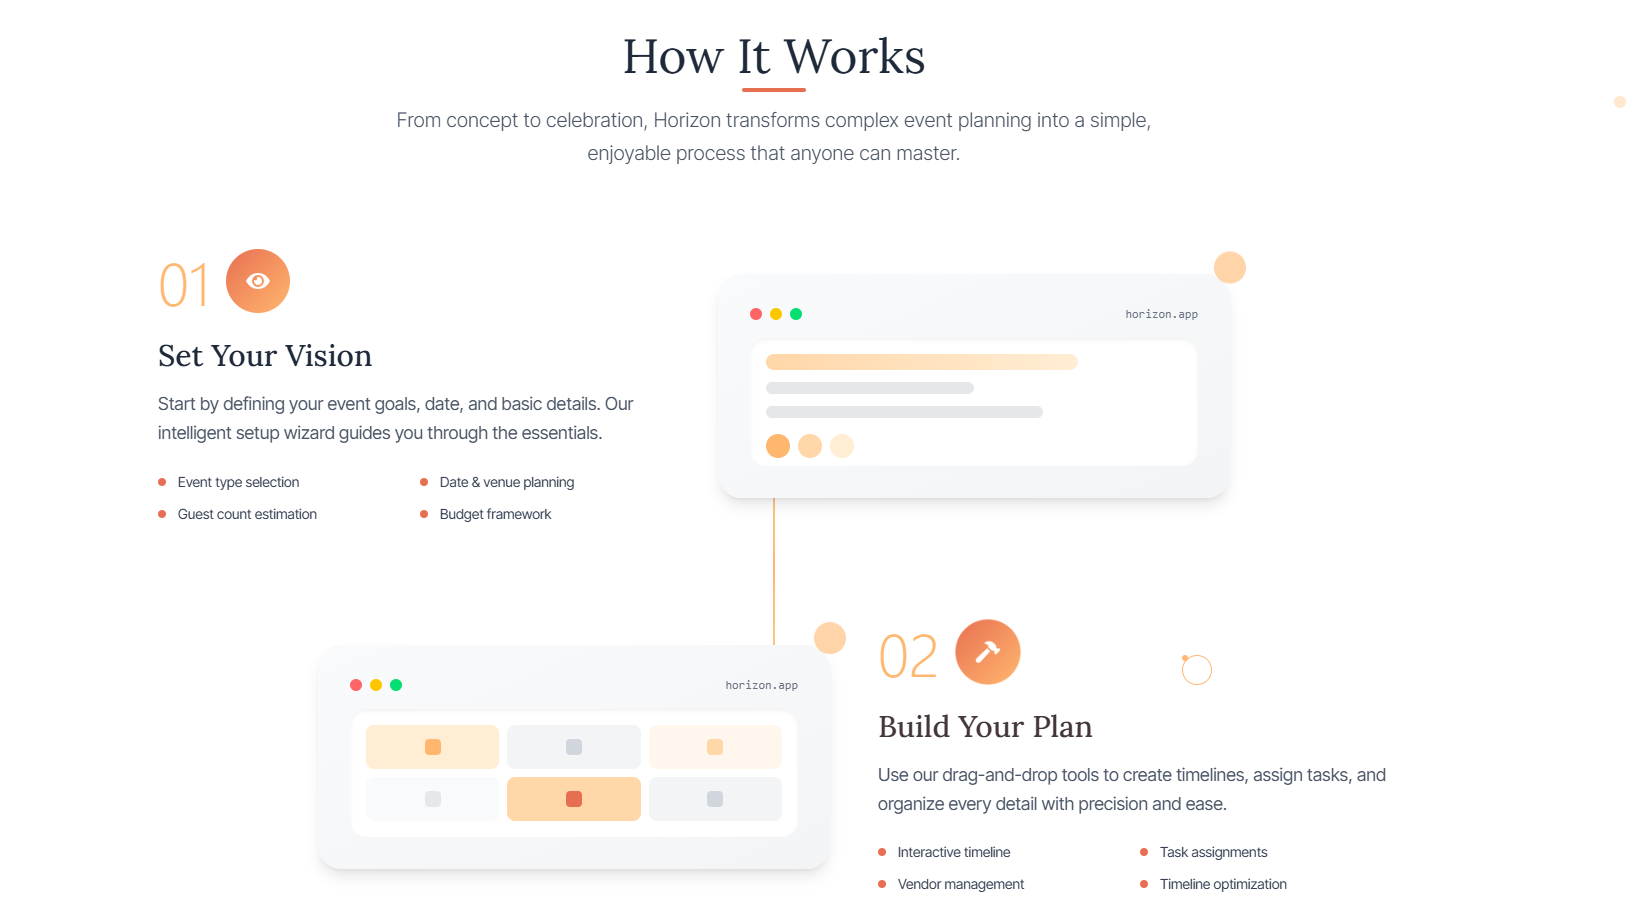 How It Works
From concept to celebration, Horizon transforms complex event planning into a simple,
enjoyable process that anyone can master.
01
Set Your Vision
Start by defining your event goals, date, and basic details. Our
intelligent setup wizard guides you through the essentials.
Event type selection
Date & venue planning
Guest count estimation
Budget framework
horizon.app
horizon.app
02
Build Your Plan
Use our drag-and-drop tools to create timelines, assign tasks, and
organize every detail with precision and ease.
Interactive timeline
Task assignments
Vendor management
Timeline optimization